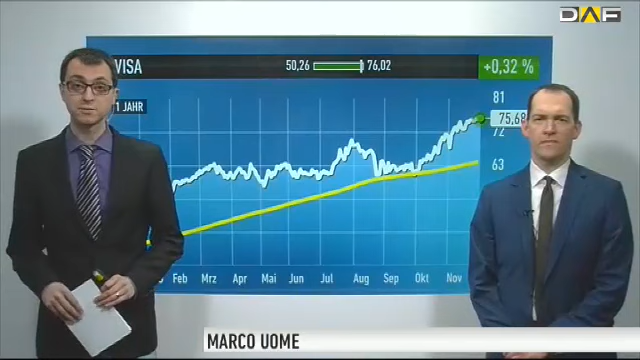 DAF
VISA 50,26 76,02 +0,32 %
1 JAHR
81
75,68
72
63
Feb Mrz Apr Mai Jun Jul Aug Sep Okt Nov
MARCO UOME